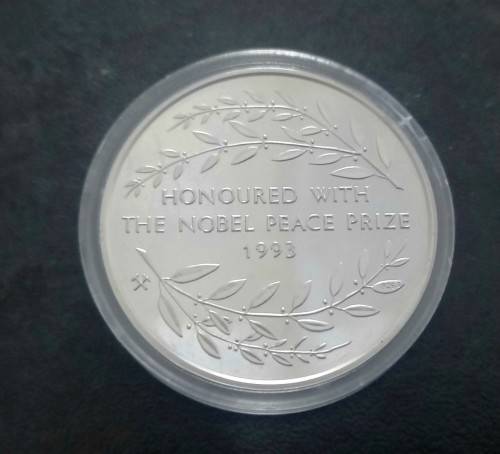 HONOURED WITH
THE NOBEL PEACE PRIZE
1993